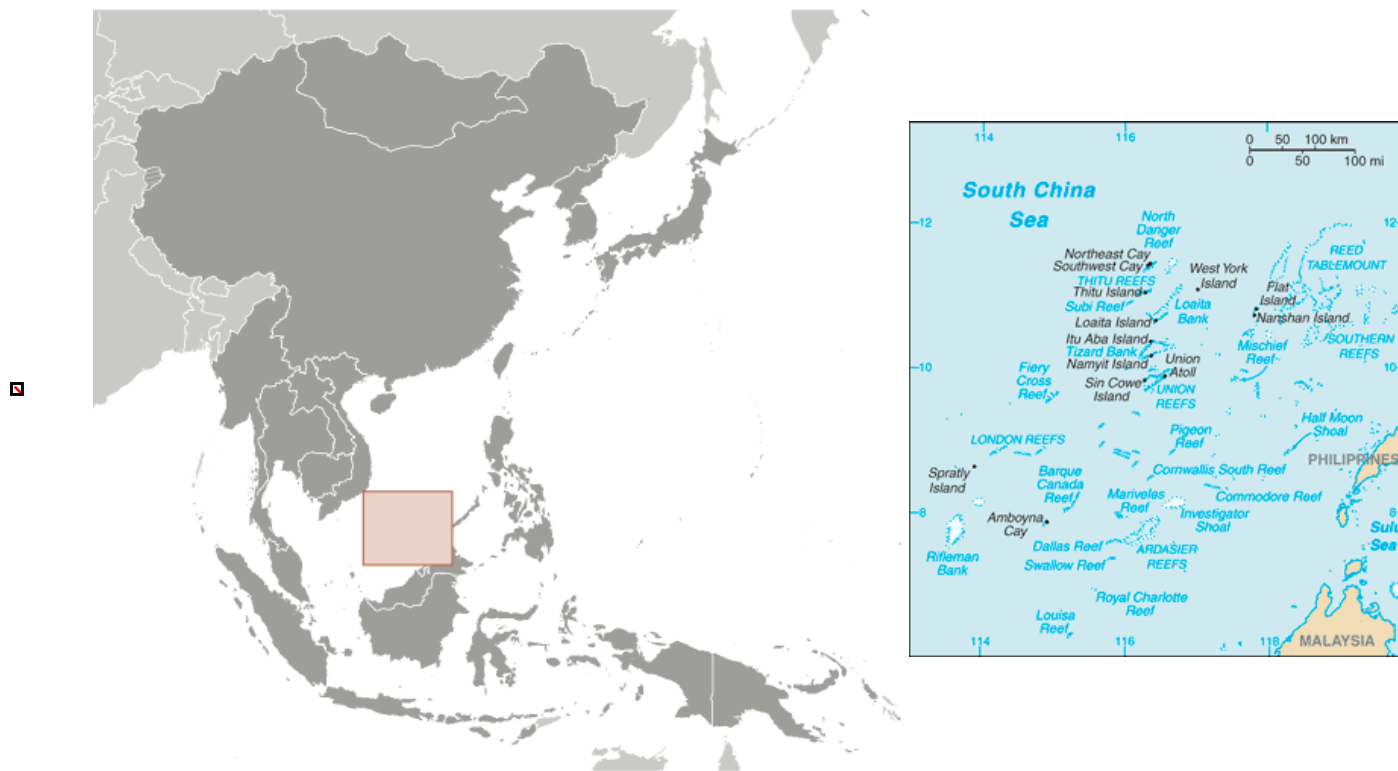 114
116
0 50 100 km
0 50 100 mi
South China
Sea
12
12
North
Danger
Reef
Northeast Cay
Southwest Cay
THITU REEFS
Thitu Island
Subi Reef
West York
Island
REED
TABLEMOUNT
Flat
Island
Nanshan Island
Loaita
Bank
Loaita Island
Itu Aba Island
Tizard Bank
Namyit Island
Union
Atoll
Mischief
Reef
SOUTHERN
REEFS
10
10
Fiery
Cross
Reef
Sin Cowe
Island
UNION
REEFS
Half Moon
Shoal
Pigeon
Reef
LONDON REEFS
PHILIPPINES
Spratly
Island
Barque
Canada
Reef
Cornwallis South Reef
Mariveles
Reef
Commodore Reef
Investigator
Shoal
8
8
Amboyna
Cay
Sulu
Sea
Rifleman
Bank
Dallas Reef
ARDASIER
REEFS
Swallow Reef
Royal Charlotte
Reef
Louisa
Reef
114
116
118
MALAYSIA